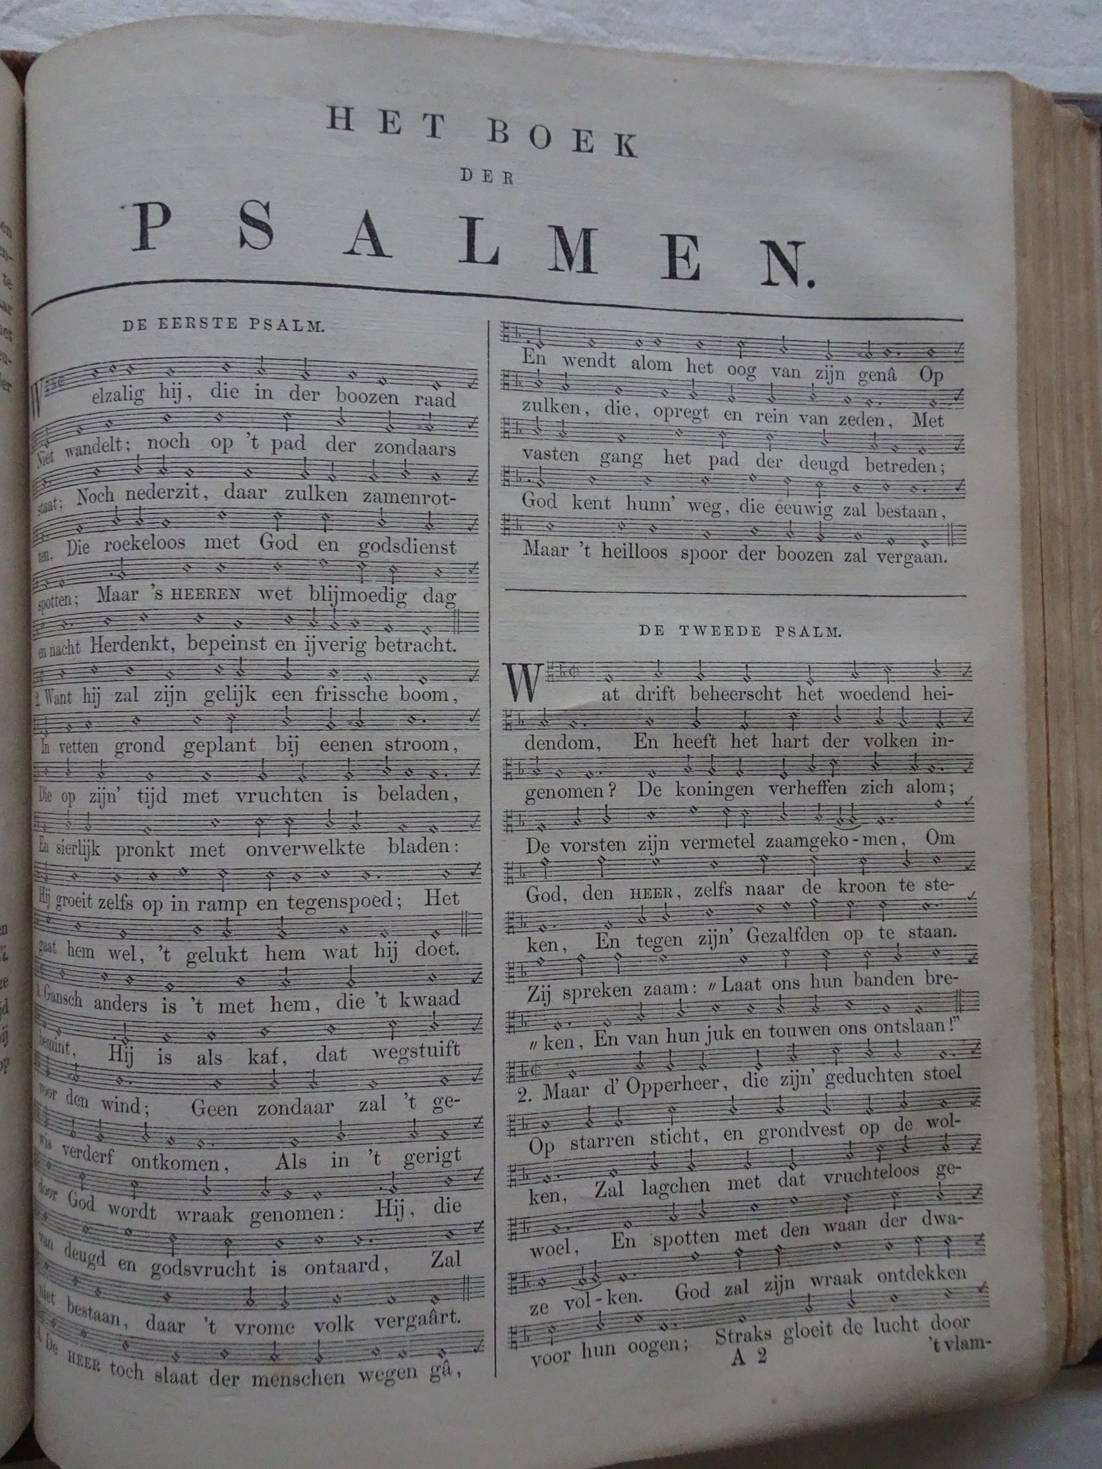 HET BOEK
DER
PSALMEN.
DE EERSTE PSALM.
Welzalig hij, die in der boozen raad
Niet wandelt; noch op 't pad der zondaars
staat; Noch nederzit, daar zulken zamenrot-
ten. Die roekeloos met God en godsdienst
spotten; Maar 's HEEREN wet blijmoedig dag
en nacht Herdenkt, bepeinst en ijverig betracht.
2. Want hij zal zijn gelijk een frissche boom,
In vetten grond geplant bij eenen stroom,
Die op zijn' tijd met vruchten is beladen,
En sierlijk pronkt met onverwelkte bladen:
Hij groeit zelfs op in ramp en tegenspoed; Het
gaat hem wel, 't gelukt hem wat hij doet.
3. Gansch anders is 't met hem, die 't kwaad
bemint, Hij is als kaf, dat wegstuift
voor den wind; Geen zondaar zal 't ge-
wis verderf ontkomen, Als in 't gerigt
door God wordt wraak genomen: Hij, die
van deugd en godsvrucht is ontaard, Zal
niet bestaan, daar 't vrome volk vergaârt.
4. De HEER toch slaat der menschen wegen gâ,
En wendt alom het oog van zijn genâ Op
zulken, die, opregt en rein van zeden, Met
vasten gang het pad der deugd betreden;
God kent hunn' weg, die eeuwig zal bestaan,
Maar 't heilloos spoor der boozen zal vergaan.
DE TWEEDE PSALM.
Wat drift beheerscht het woedend hei-
dendom, En heeft het hart der volken in-
genomen? De koningen verheffen zich alom;
De vorsten zijn vermetel zaamgeko-men, Om
God, den HEER, zelfs naar de kroon te ste-
ken, En tegen zijn' Gezalfden op te staan.
Zij spreken zaam: "Laat ons hun banden bre-
"ken, En van hun juk en touwen ons ontslaan!"
2. Maar d' Opperheer, die zijn' geduchten stoel
Op starren sticht, en grondvest op de wol-
ken, Zal lagchen met dat vruchteloos ge-
woel, En spotten met den waan der dwa-
ze vol-ken. God zal zijn wraak ontdekken
voor hun oogen; Straks gloeit de lucht door
A 2
't vlam-